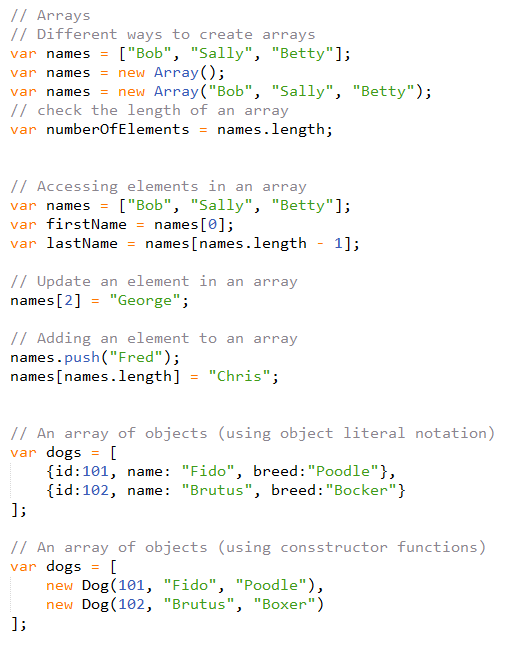 // Arrays
// Different ways to create arrays
var names = ["Bob", "Sally", "Betty"];
var names = new Array();
var names = new Array("Bob", "Sally", "Betty");
// check the length of an array
var numberOfElements = names.length;
// Accessing elements in an array
var names = ["Bob", "Sally", "Betty"];
var firstName = names[0];
var lastName = names[names.length - 1];
// Update an element in an array
names[2] = "George";
// Adding an element to an array
names.push("Fred");
names[names.length] = "Chris";
// An array of objects (using object literal notation)
var dogs = [
    {id:101, name: "Fido", breed:"Poodle"},
    {id:102, name: "Brutus", breed:"Bocker"}
];
// An array of objects (using consstructor functions)
var dogs = [
    new Dog(101, "Fido", "Poodle"),
    new Dog(102, "Brutus", "Boxer")
];